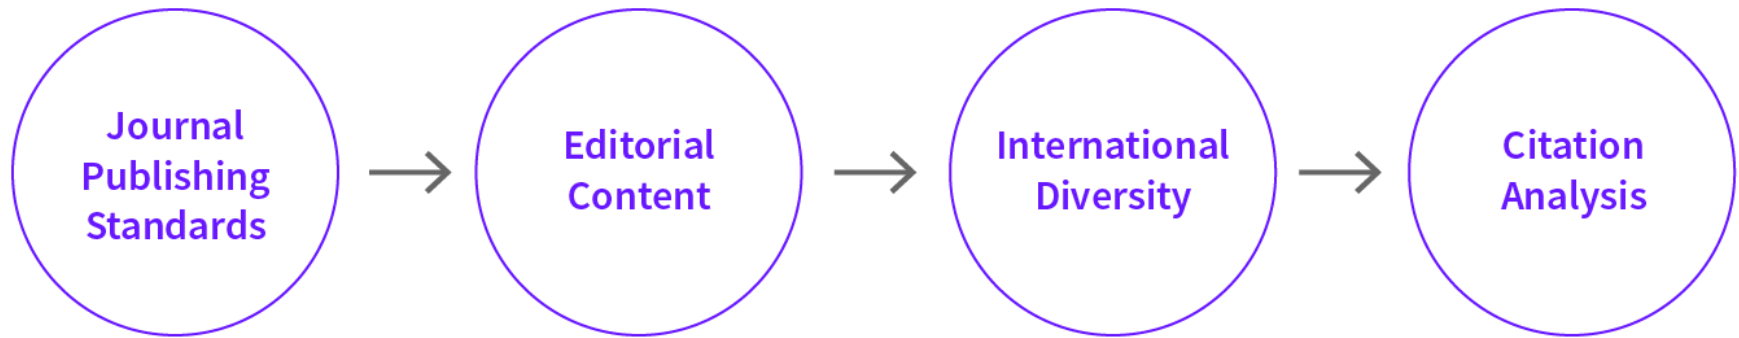 Journal
Publishing
Standards
Editorial
Content
International
Diversity
Citation
Analysis